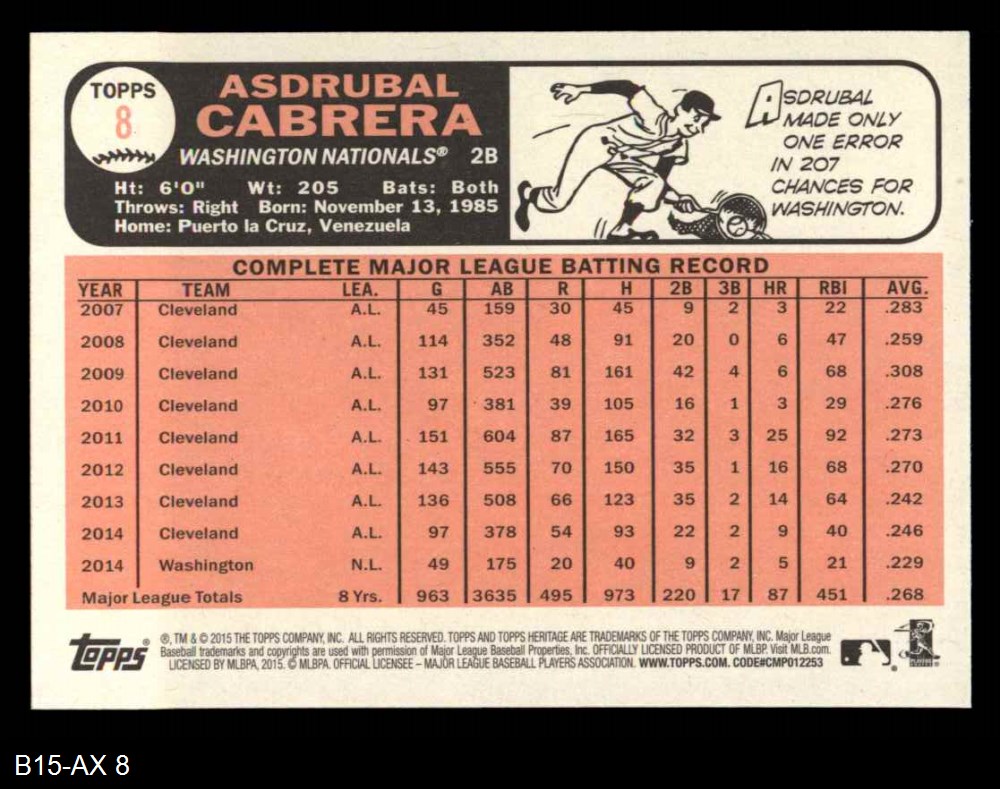 TOPPS
8
ASDRUBAL
CABRERA
WASHINGTON NATIONALS® 2B
Ht: 6'0" Wt: 205 Bats: Both
Throws: Right Born: November 13, 1985
Home: Puerto la Cruz, Venezuela
ASDRUBAL
MADE ONLY
ONE ERROR
IN 207
CHANCES FOR
WASHINGTON.
COMPLETE MAJOR LEAGUE BATTING RECORD
YEAR TEAM LEA. G AB R H 2B 3B HR RBI AVG.
2007 Cleveland A.L. 45 159 30 45 9 2 3 22 .283
2008 Cleveland A.L. 114 352 48 91 20 0 6 47 .259
2009 Cleveland A.L. 131 523 81 161 42 4 6 68 .308
2010 Cleveland A.L. 97 381 39 105 16 1 3 29 .276
2011 Cleveland A.L. 151 604 87 165 32 3 25 92 .273
2012 Cleveland A.L. 143 555 70 150 35 1 16 68 .270
2013 Cleveland A.L. 136 508 66 123 35 2 14 64 .242
2014 Cleveland A.L. 97 378 54 93 22 2 9 40 .246
2014 Washington N.L. 49 175 20 40 9 2 5 21 .229
Major League Totals 8 Yrs. 963 3635 495 973 220 17 87 451 .268
Topps®
®, TM & © 2015 THE TOPPS COMPANY, INC. ALL RIGHTS RESERVED. TOPPS AND TOPPS HERITAGE ARE TRADEMARKS OF THE TOPPS COMPANY, INC. Major League
Baseball trademarks and copyrights are used with permission of Major League Baseball Properties, Inc. OFFICIALLY LICENSED PRODUCT OF MLBP. Visit MLB.com.
LICENSED BY MLBPA, 2015. © MLBPA. OFFICIAL LICENSEE – MAJOR LEAGUE BASEBALL PLAYERS ASSOCIATION. WWW.TOPPS.COM. CODE#CMP012253
B15-AX 8